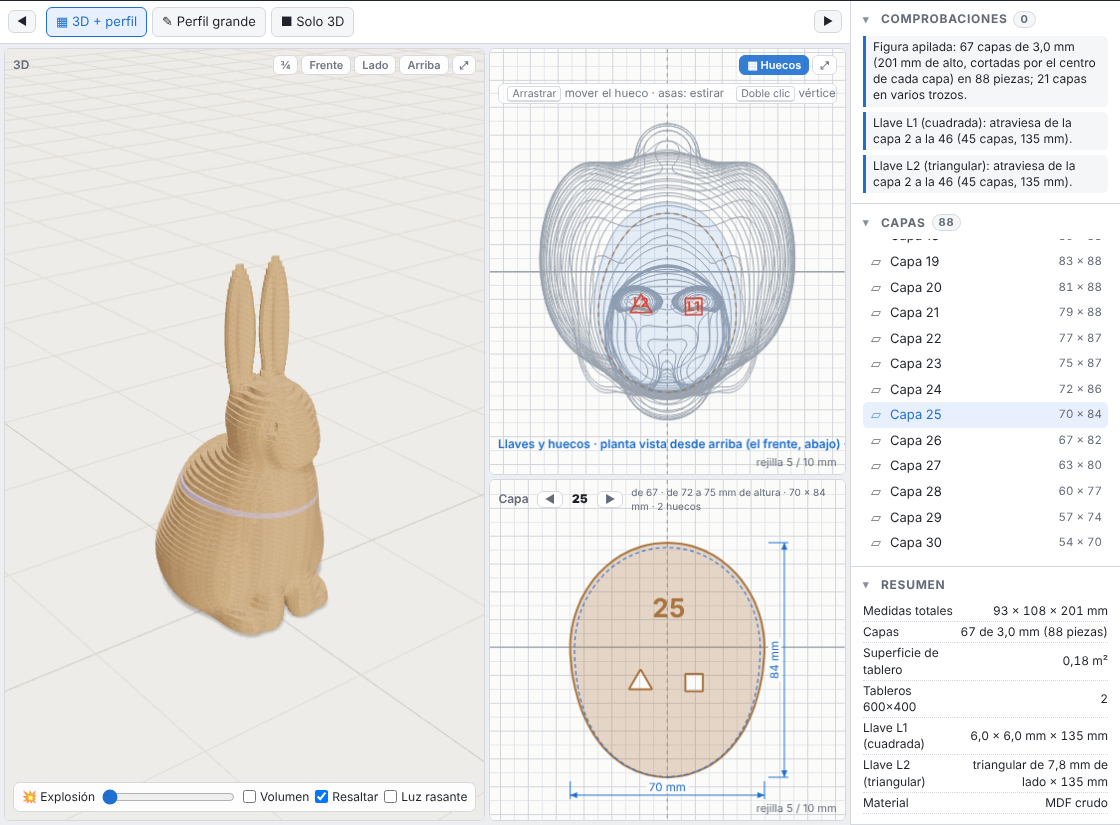 ◀ 3D + perfil Perfil grande Solo 3D ▶
3D
¾ Frente Lado Arriba
Explosión Volumen Resaltar Luz rasante
Huecos
Arrastrar mover el hueco · asas: estirar Doble clic vértice
L2 L1
Llaves y huecos · planta vista desde arriba (el frente, abajo)
rejilla 5 / 10 mm
Capa ◀ 25 ▶ de 67 · de 72 a 75 mm de altura · 70 × 84
mm · 2 huecos
25
84 mm
70 mm
rejilla 5 / 10 mm
▼ COMPROBACIONES 0
Figura apilada: 67 capas de 3,0 mm
(201 mm de alto, cortadas por el centro
de cada capa) en 88 piezas; 21 capas
en varios trozos.
Llave L1 (cuadrada): atraviesa de la
capa 2 a la 46 (45 capas, 135 mm).
Llave L2 (triangular): atraviesa de la
capa 2 a la 46 (45 capas, 135 mm).
▼ CAPAS 88
Capa 19 83 × 88
Capa 20 81 × 88
Capa 21 79 × 88
Capa 22 77 × 87
Capa 23 75 × 87
Capa 24 72 × 86
Capa 25 70 × 84
Capa 26 67 × 82
Capa 27 63 × 80
Capa 28 60 × 77
Capa 29 57 × 74
Capa 30 54 × 70
▼ RESUMEN
Medidas totales 93 × 108 × 201 mm
Capas 67 de 3,0 mm (88 piezas)
Superficie de
tablero 0,18 m²
Tableros
600×400 2
Llave L1
(cuadrada) 6,0 × 6,0 mm × 135 mm
Llave L2 triangular de 7,8 mm de
(triangular) lado × 135 mm
Material MDF crudo